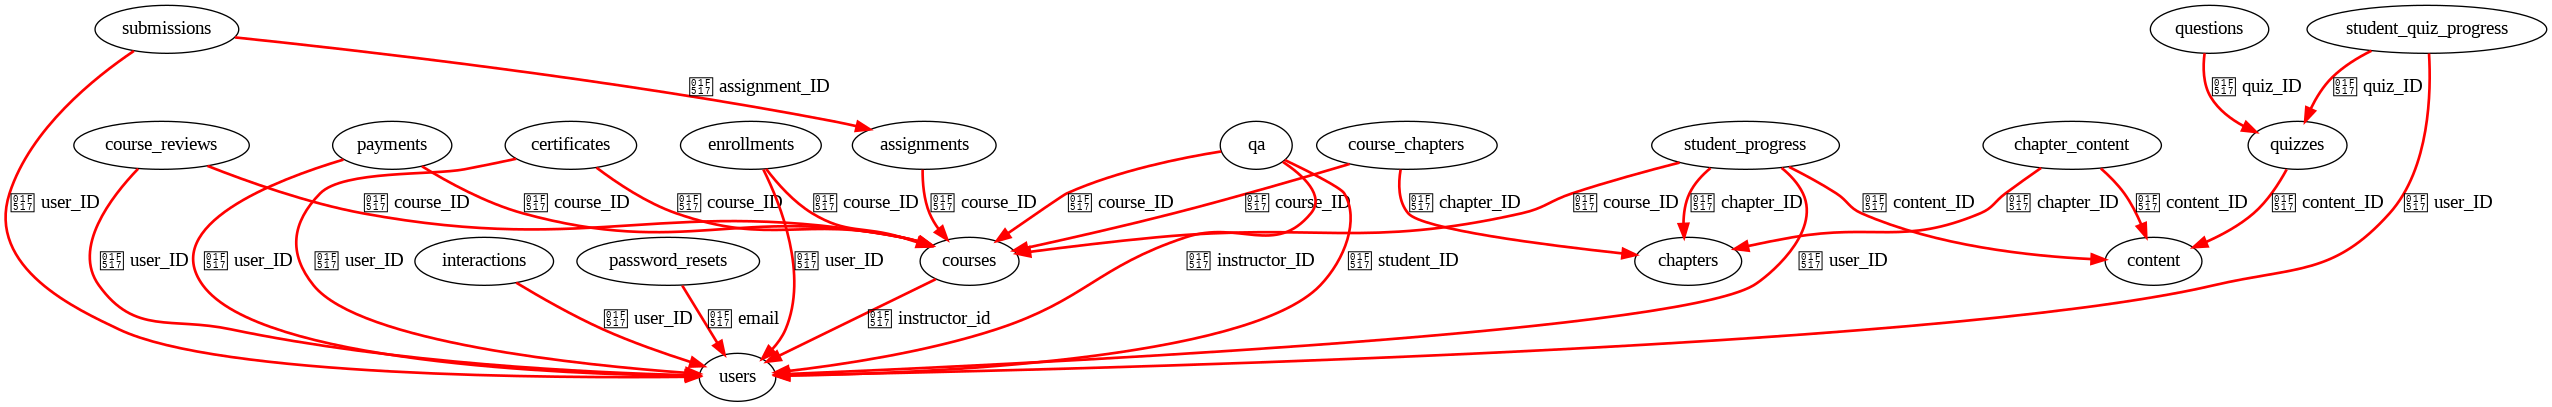 submissions
questions
student_quiz_progress
assignment_ID
quiz_ID
quiz_ID
course_reviews
payments
certificates
enrollments
assignments
qa
course_chapters
student_progress
chapter_content
quizzes
user_ID
course_ID
course_ID
course_ID
course_ID
course_ID
course_ID
course_ID
chapter_ID
course_ID
chapter_ID
content_ID
chapter_ID
content_ID
content_ID
user_ID
user_ID
user_ID
user_ID
interactions
password_resets
user_ID
courses
instructor_ID
student_ID
chapters
user_ID
content
user_ID
email
instructor_id
users